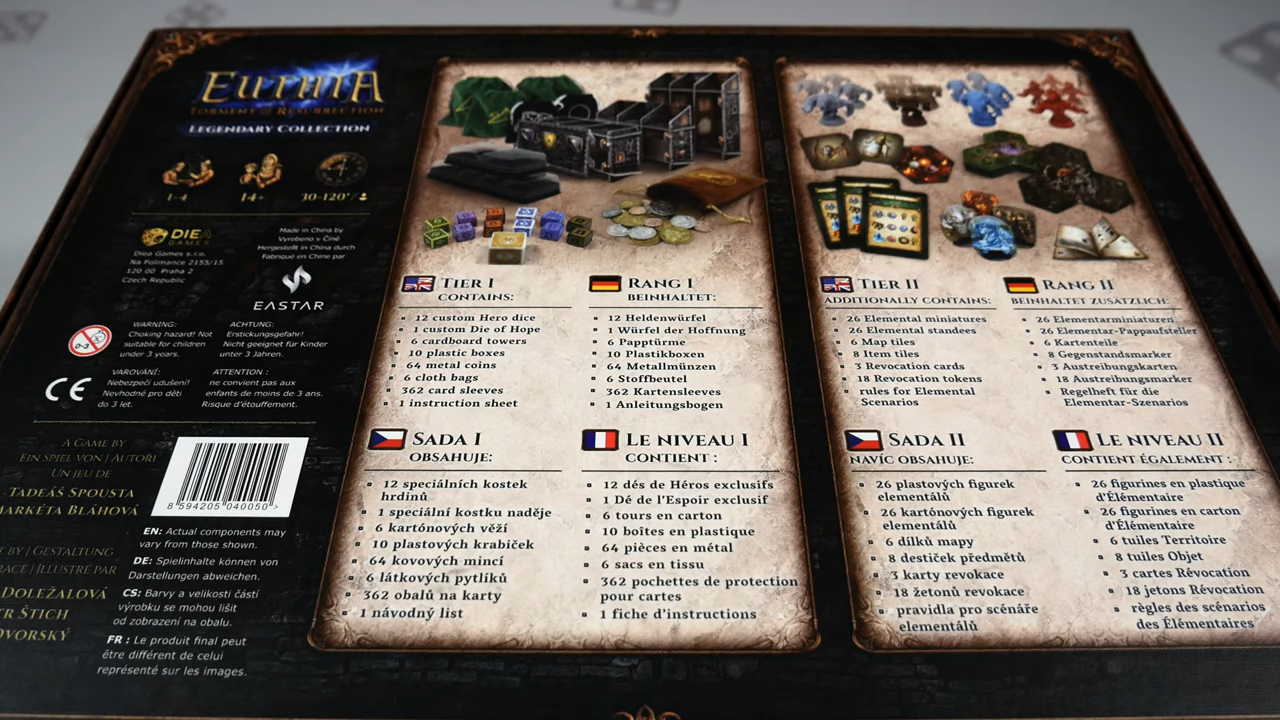 EUTHIA
TORMENT OF RESURRECTION
LEGENDARY COLLECTION
1-4
14+
30-120'/
DIEA
GAMES
Diea Games s.r.o.
Na Folimance 2155/15
120 00 Praha 2
Czech Republic
Made in China by
Vyrobeno v Číně
Hergestellt in China durch
Fabriqué en Chine par
EASTAR
0-3
WARNING:
Choking hazard! Not
suitable for children
under 3 years.
ACHTUNG:
Erstickungsgefahr!
Nicht geeignet für Kinder
unter 3 Jahren.
CE
VAROVÁNÍ:
Nebezpečí udušení!
Nevhodné pro děti
do 3 let.
ATTENTION :
ne convient pas aux
enfants de moins de 3 ans.
Risque d'étouffement.
A GAME BY
EIN SPIEL VON | AUTOŘI
UN JEU DE
TADEÁŠ SPOUSTA
MARKÉTA BLÁHOVÁ
BY | GESTALTUNG
ILLUSTRÉ PAR
DOLEŽALOVÁ
ŠTICH
8 594205 040050 >
EN: Actual components may
vary from those shown.
DE: Spielinhalte können von
Darstellungen abweichen.
CS: Barvy a velikosti částí
výrobku se mohou lišit
od zobrazení na obalu.
FR : Le produit final peut
être différent de celui
représenté sur les images.
TIER I
CONTAINS:
12 custom Hero dice
1 custom Die of Hope
6 cardboard towers
10 plastic boxes
64 metal coins
6 cloth bags
362 card sleeves
1 instruction sheet
RANG I
BEINHALTET:
12 Heldenwürfel
1 Würfel der Hoffnung
6 Papptürme
10 Plastikboxen
64 Metallmünzen
6 Stoffbeutel
362 Kartensleeves
1 Anleitungsbogen
SADA I
OBSAHUJE:
12 speciálních kostek
hrdinů
1 speciální kostku naděje
6 kartónových věží
10 plastových krabiček
64 kovových mincí
6 látkových pytlíků
362 obalů na karty
1 návodný list
LE NIVEAU I
CONTIENT :
12 dés de Héros exclusifs
1 Dé de l'Espoir exclusif
6 tours en carton
10 boîtes en plastique
64 pièces en métal
6 sacs en tissu
362 pochettes de protection
pour cartes
1 fiche d'instructions
TIER II
ADDITIONALLY CONTAINS:
26 Elemental miniatures
26 Elemental standees
6 Map tiles
8 Item tiles
3 Revocation cards
18 Revocation tokens
rules for Elemental
Scenarios
RANG II
BEINHALTET ZUSÄTZLICH:
26 Elementarminiaturen
26 Elementar-Pappaufsteller
6 Kartenteile
8 Gegenstandsmarker
3 Austreibungskarten
18 Austreibungsmarker
Regelheft für die
Elementar-Szenarios
SADA II
NAVÍC OBSAHUJE:
26 plastových figurek
elementálů
26 kartónových figurek
elementálů
6 dílků mapy
8 destiček předmětů
3 karty revokace
18 žetonů revokace
pravidla pro scénáře
elementálů
LE NIVEAU II
CONTIENT ÉGALEMENT :
26 figurines en plastique
d'Élémentaire
26 figurines en carton
d'Élémentaire
6 tuiles Territoire
8 tuiles Objet
3 cartes Révocation
18 jetons Révocation
règles des scénarios
des Élémentaires